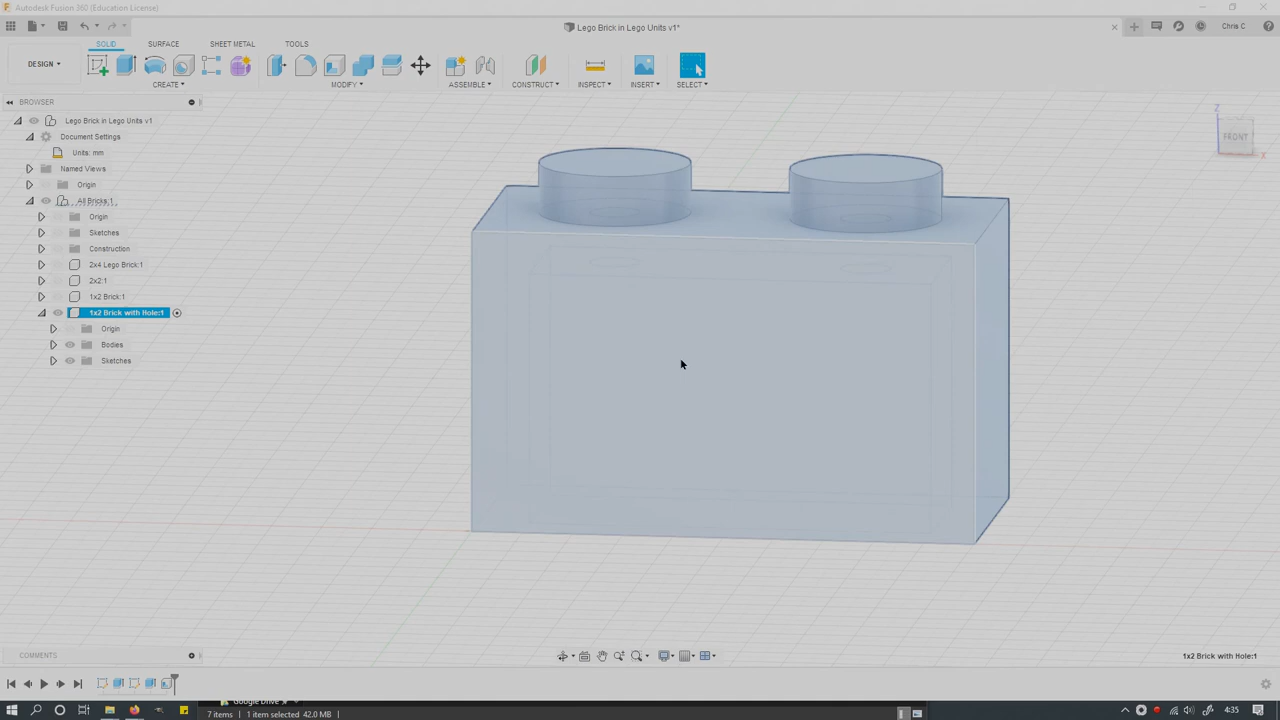 Autodesk Fusion 360 (Education License)
Lego Brick in Lego Units v1*
Chris C
SOLID SURFACE SHEET METAL TOOLS
DESIGN
CREATE MODIFY ASSEMBLE CONSTRUCT INSPECT INSERT SELECT
BROWSER
Lego Brick in Lego Units v1
Document Settings
Units: mm
Named Views
Origin
All Bricks:1
Origin
Sketches
Construction
2x4 Lego Brick:1
2x2:1
1x2 Brick:1
1x2 Brick with Hole:1
Origin
Bodies
Sketches
Z
FRONT
X
COMMENTS
1x2 Brick with Hole:1
Google Drive
7 items 1 item selected 42.0 MB
4:35